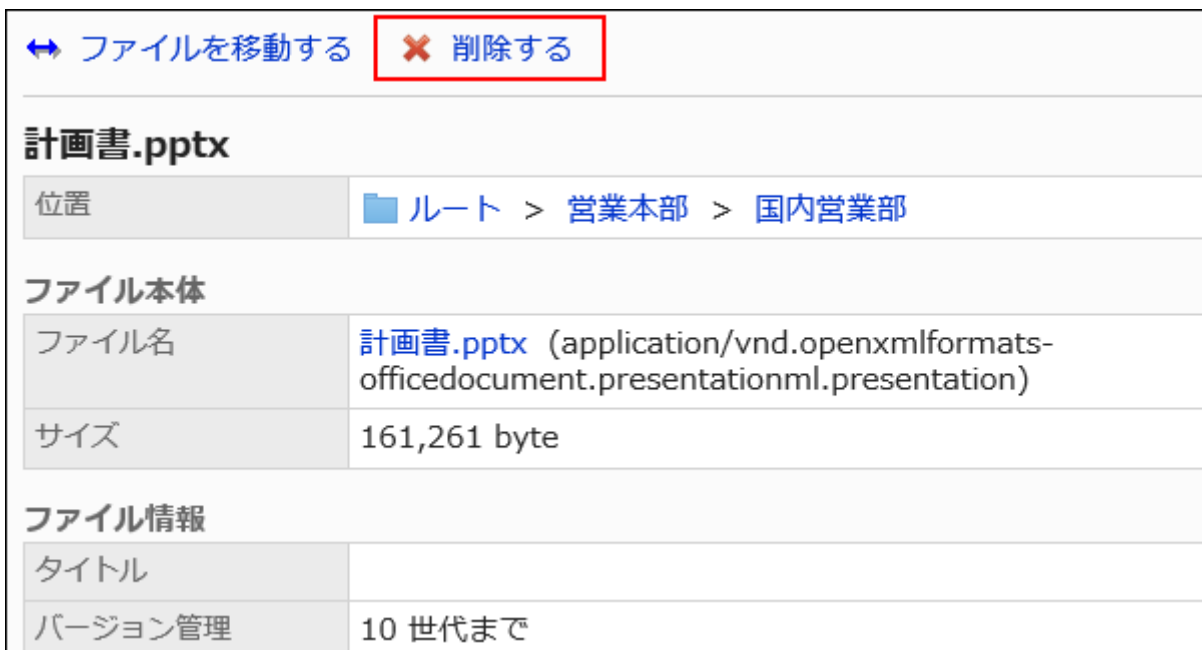 ファイルを移動する 削除する
計画書.pptx
位置 ルート > 営業本部 > 国内営業部
ファイル本体
ファイル名 計画書.pptx (application/vnd.openxmlformats-
officedocument.presentationml.presentation)
サイズ 161,261 byte
ファイル情報
タイトル
バージョン管理 10 世代まで